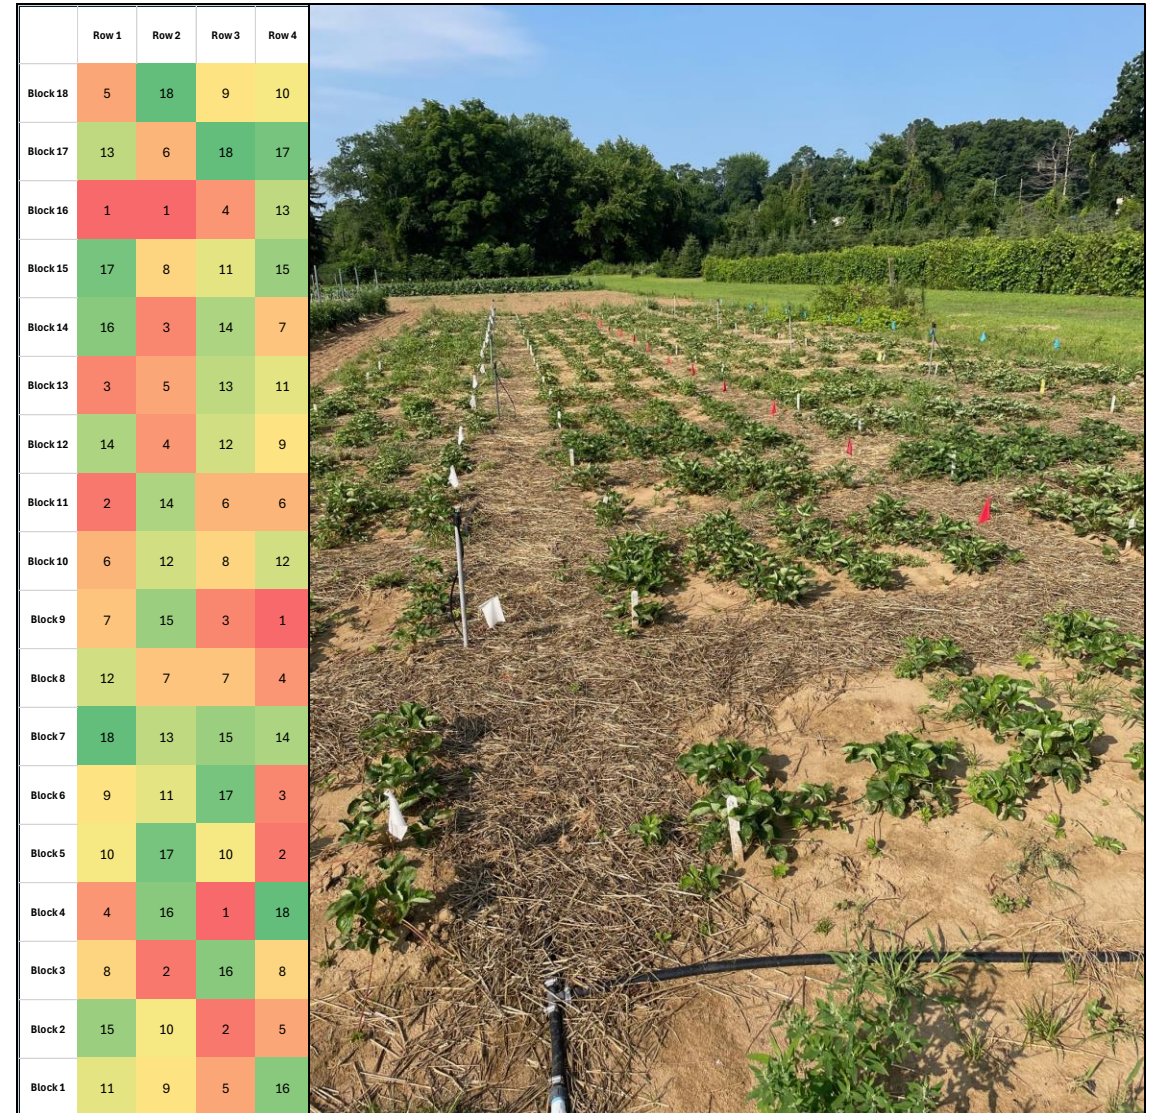 Row 1 Row 2 Row 3 Row 4
Block 18 5 18 9 10
Block 17 13 6 18 17
Block 16 1 1 4 13
Block 15 17 8 11 15
Block 14 16 3 14 7
Block 13 3 5 13 11
Block 12 14 4 12 9
Block 11 2 14 6 6
Block 10 6 12 8 12
Block 9 7 15 3 1
Block 8 12 7 7 4
Block 7 18 13 15 14
Block 6 9 11 17 3
Block 5 10 17 10 2
Block 4 4 16 1 18
Block 3 8 2 16 8
Block 2 15 10 2 5
Block 1 11 9 5 16